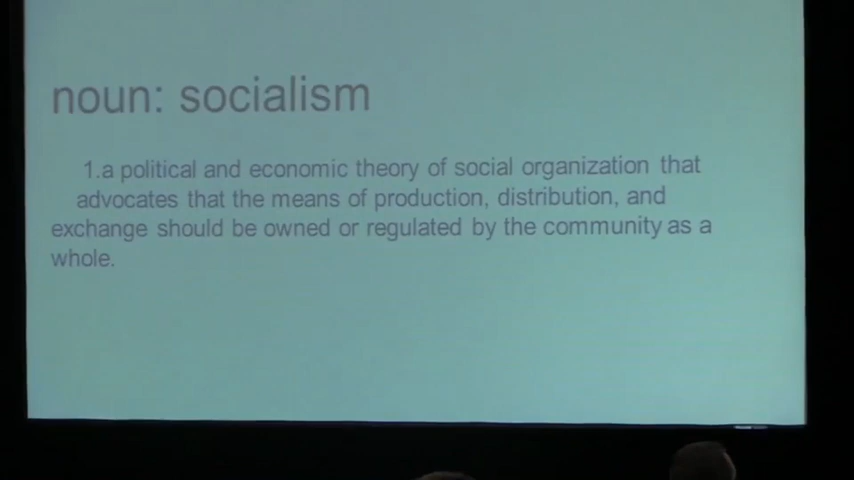 noun: socialism
1.a political and economic theory of social organization that
advocates that the means of production, distribution, and
exchange should be owned or regulated by the community as a
whole.